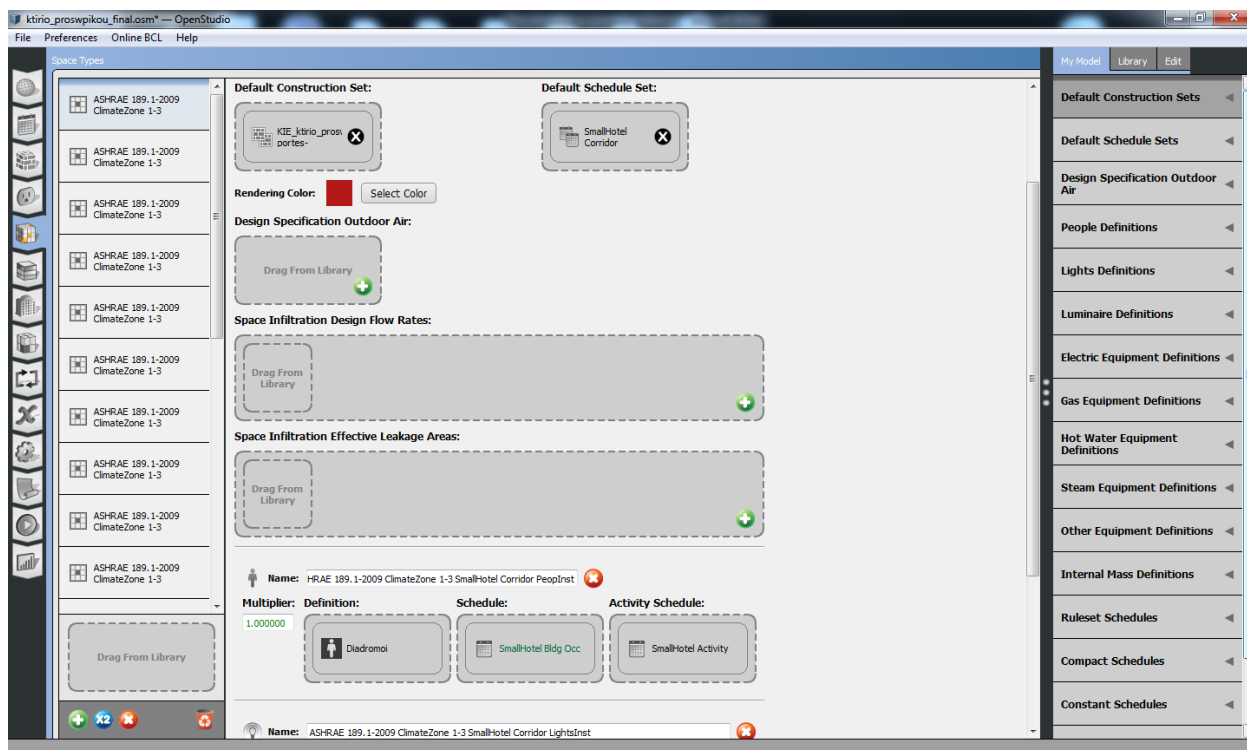 ktirio_proswpikou_final.osm* — OpenStudio
File Preferences Online BCL Help
Space Types
My Model Library Edit
ASHRAE 189.1-2009
ClimateZone 1-3
ASHRAE 189.1-2009
ClimateZone 1-3
ASHRAE 189.1-2009
ClimateZone 1-3
ASHRAE 189.1-2009
ClimateZone 1-3
ASHRAE 189.1-2009
ClimateZone 1-3
ASHRAE 189.1-2009
ClimateZone 1-3
ASHRAE 189.1-2009
ClimateZone 1-3
ASHRAE 189.1-2009
ClimateZone 1-3
ASHRAE 189.1-2009
ClimateZone 1-3
ASHRAE 189.1-2009
ClimateZone 1-3
Drag From Library
X2
Default Construction Set: Default Schedule Set:
KIE_ktirio_prosw
portes-
SmallHotel
Corridor
Rendering Color: Select Color
Design Specification Outdoor Air:
Drag From Library
Space Infiltration Design Flow Rates:
Drag From
Library
Space Infiltration Effective Leakage Areas:
Drag From
Library
Name: HRAE 189.1-2009 ClimateZone 1-3 SmallHotel Corridor PeopInst
Multiplier: Definition: Schedule: Activity Schedule:
1.000000
Diadromoi SmallHotel Bldg Occ SmallHotel Activity
Name: ASHRAE 189.1-2009 ClimateZone 1-3 SmallHotel Corridor LightsInst
Default Construction Sets
Default Schedule Sets
Design Specification Outdoor
Air
People Definitions
Lights Definitions
Luminaire Definitions
Electric Equipment Definitions
Gas Equipment Definitions
Hot Water Equipment
Definitions
Steam Equipment Definitions
Other Equipment Definitions
Internal Mass Definitions
Ruleset Schedules
Compact Schedules
Constant Schedules